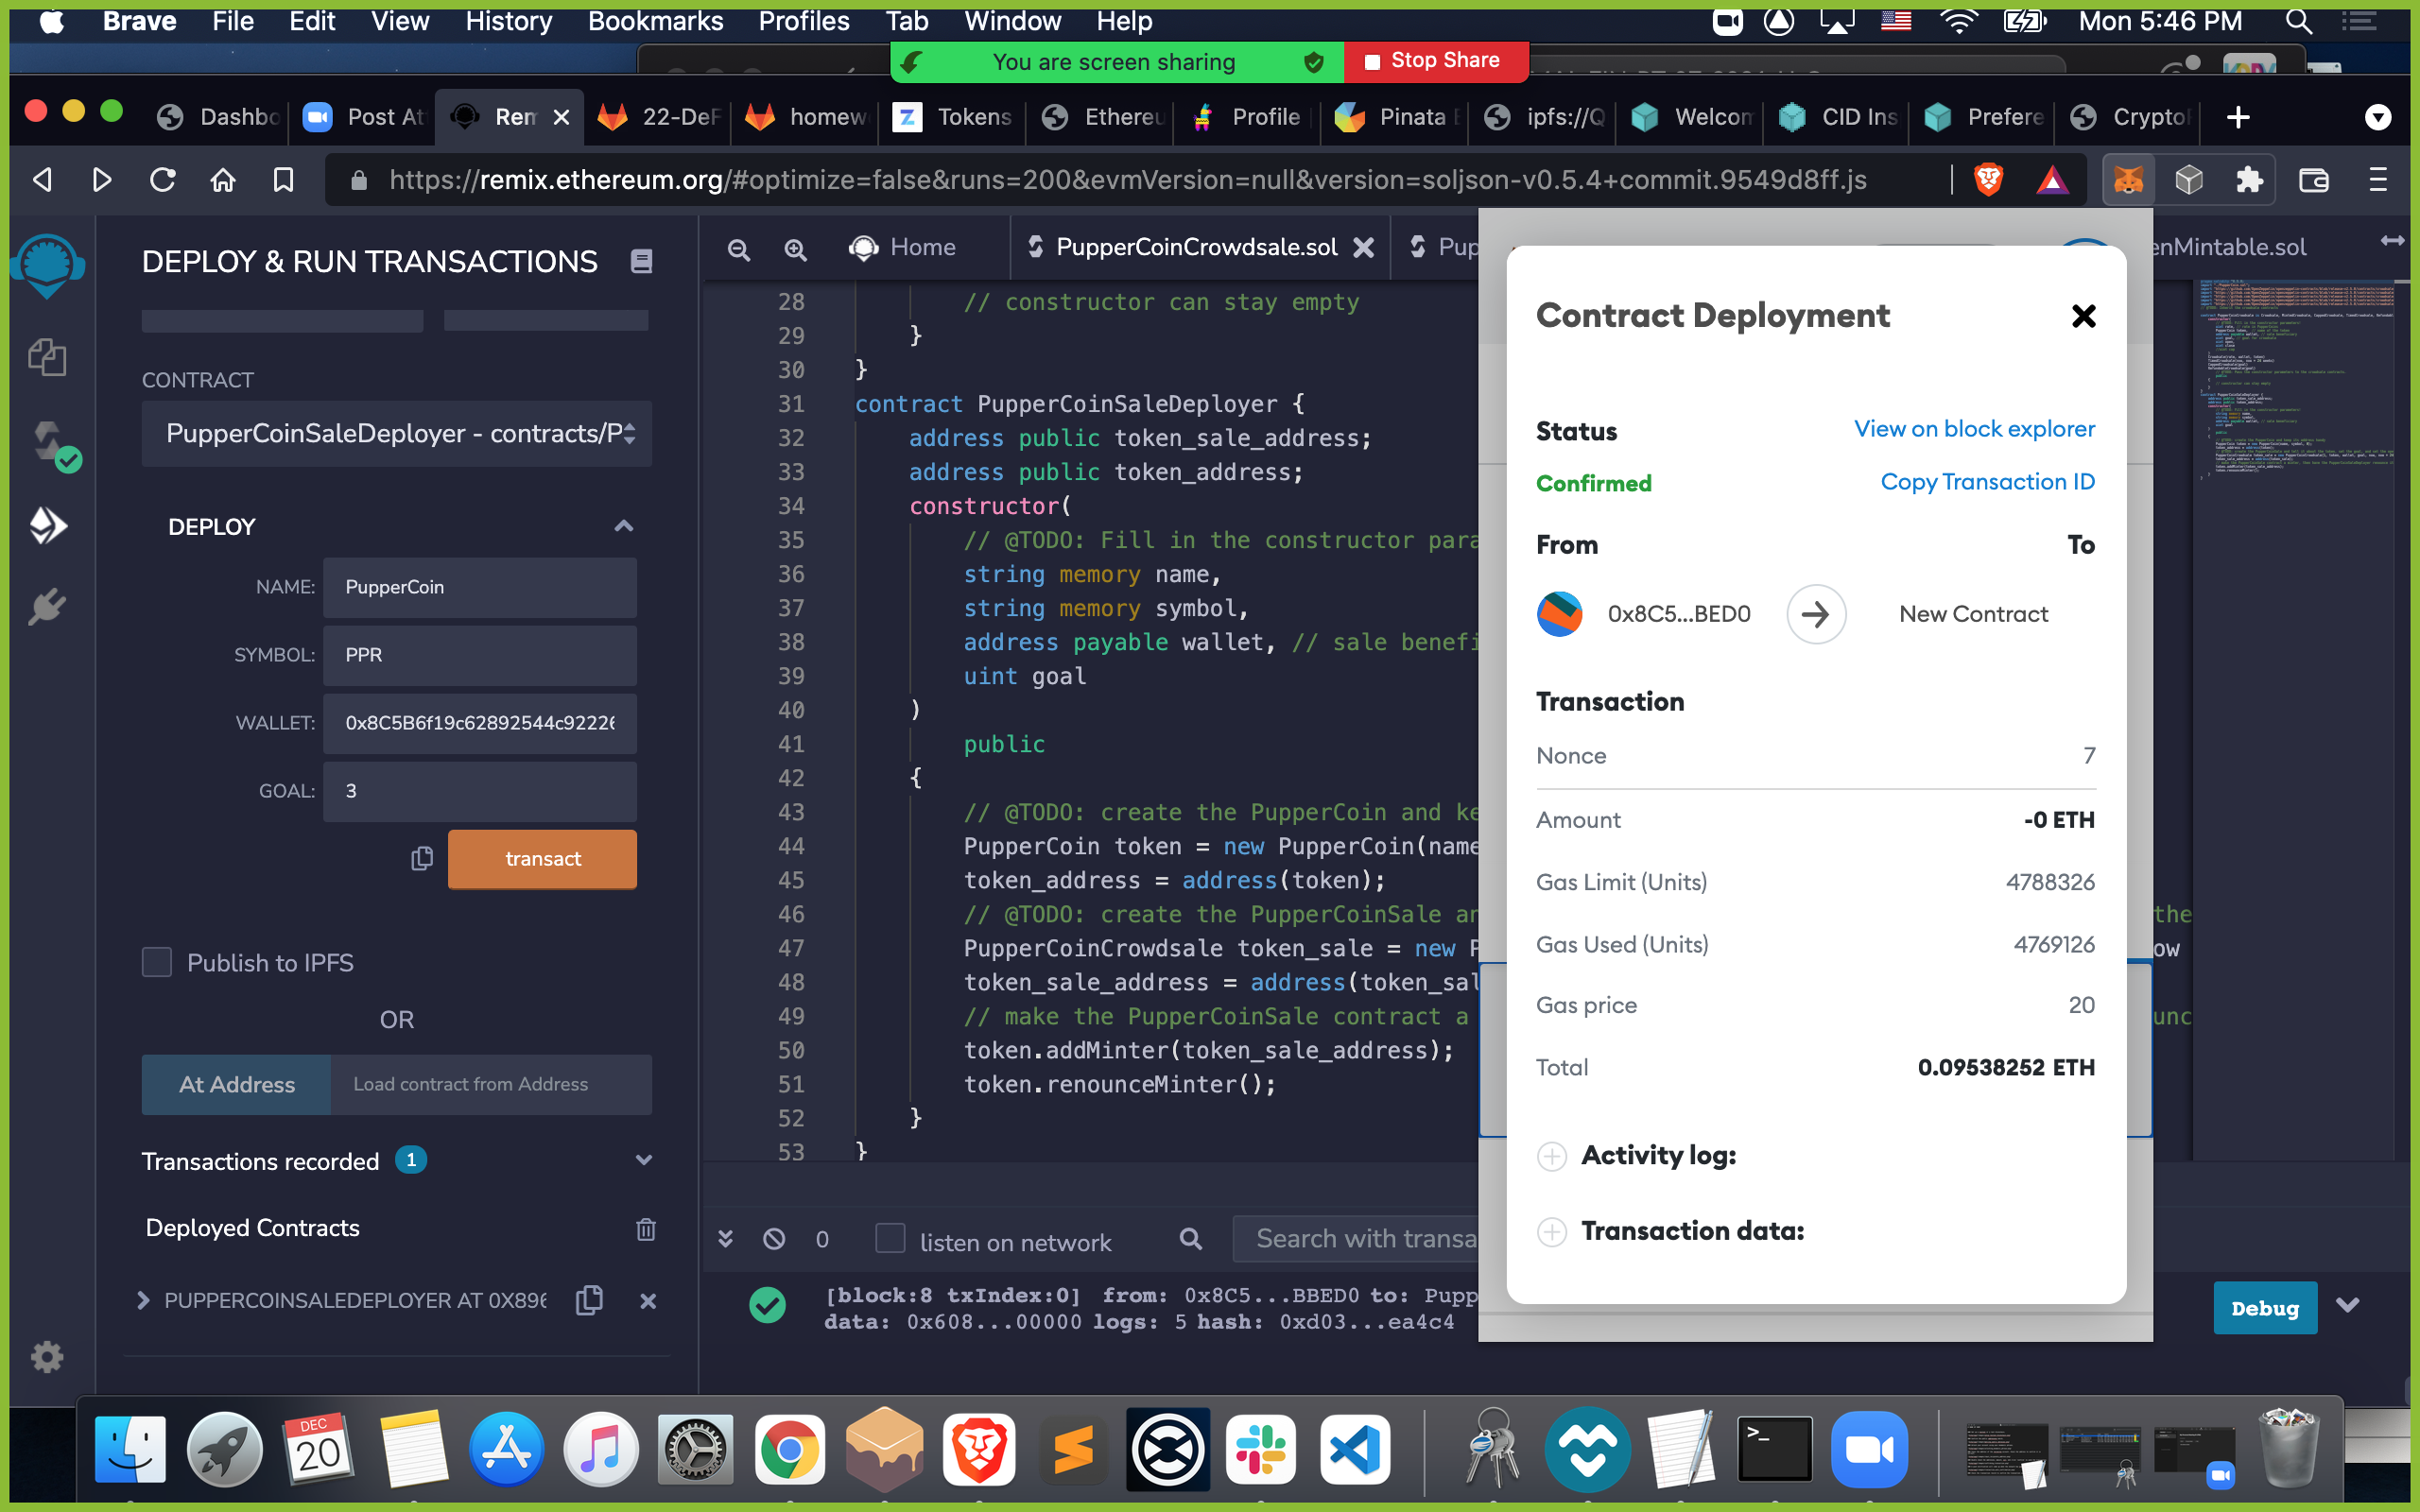 Brave File Edit View History Bookmarks Profiles Tab Window Help Mon 5:46 PM
You are screen sharing Stop Share
Dashbo Post At Rem 22-DeF homew Tokens Ethereu Profile Pinata ipfs://Q Welcom CID Ins Prefere Crypto
https://remix.ethereum.org/#optimize=false&runs=200&evmVersion=null&version=soljson-v0.5.4+commit.9549d8ff.js
DEPLOY & RUN TRANSACTIONS
CONTRACT
PupperCoinSaleDeployer - contracts/P
DEPLOY
NAME: PupperCoin
SYMBOL: PPR
WALLET: 0x8C5B6f19c62892544c92226
GOAL: 3
transact
Publish to IPFS
OR
At Address Load contract from Address
Transactions recorded 1
Deployed Contracts
PUPPERCOINSALEDEPLOYER AT 0X896
Home PupperCoinCrowdsale.sol Pup enMintable.sol
28 // constructor can stay empty
29 }
30 }
31 contract PupperCoinSaleDeployer {
32 address public token_sale_address;
33 address public token_address;
34 constructor(
35 // @TODO: Fill in the constructor para
36 string memory name,
37 string memory symbol,
38 address payable wallet, // sale benefi
39 uint goal
40 )
41 public
42 {
43 // @TODO: create the PupperCoin and ke
44 PupperCoin token = new PupperCoin(name
45 token_address = address(token);
46 // @TODO: create the PupperCoinSale an the
47 PupperCoinCrowdsale token_sale = new P ow
48 token_sale_address = address(token_sal
49 // make the PupperCoinSale contract a unc
50 token.addMinter(token_sale_address);
51 token.renounceMinter();
52 }
53 }
0 listen on network Search with transa
[block:8 txIndex:0] from: 0x8C5...BBED0 to: Pupp
data: 0x608...00000 logs: 5 hash: 0xd03...ea4c4
Debug
Contract Deployment
Status View on block explorer
Confirmed Copy Transaction ID
From To
0x8C5...BED0 New Contract
Transaction
Nonce 7
Amount -0 ETH
Gas Limit (Units) 4788326
Gas Used (Units) 4769126
Gas price 20
Total 0.09538252 ETH
Activity log:
Transaction data:
DEC
20